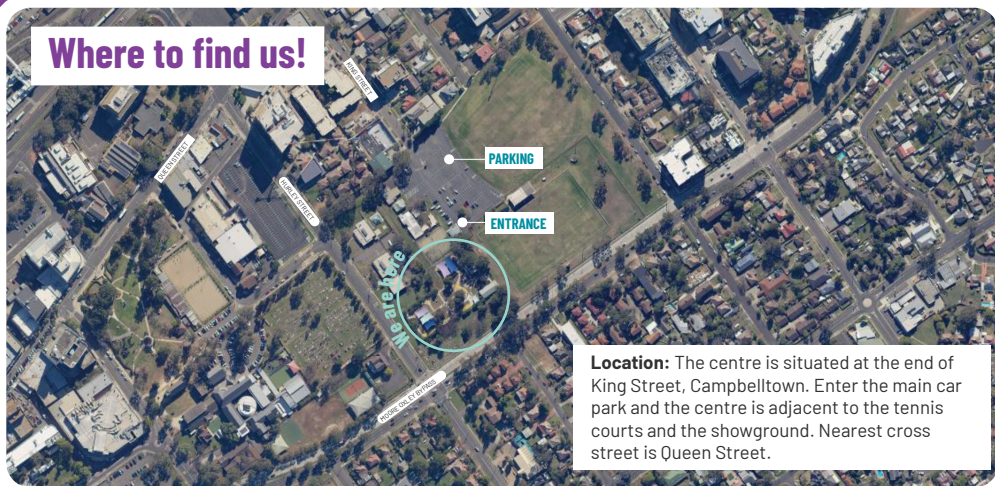 Where to find us!
KING STREET
QUEEN STREET
HURLEY STREET
PARKING
ENTRANCE
We are here
MOORE OXLEY BYPASS
Location: The centre is situated at the end of
King Street, Campbelltown. Enter the main car
park and the centre is adjacent to the tennis
courts and the showground. Nearest cross
street is Queen Street.